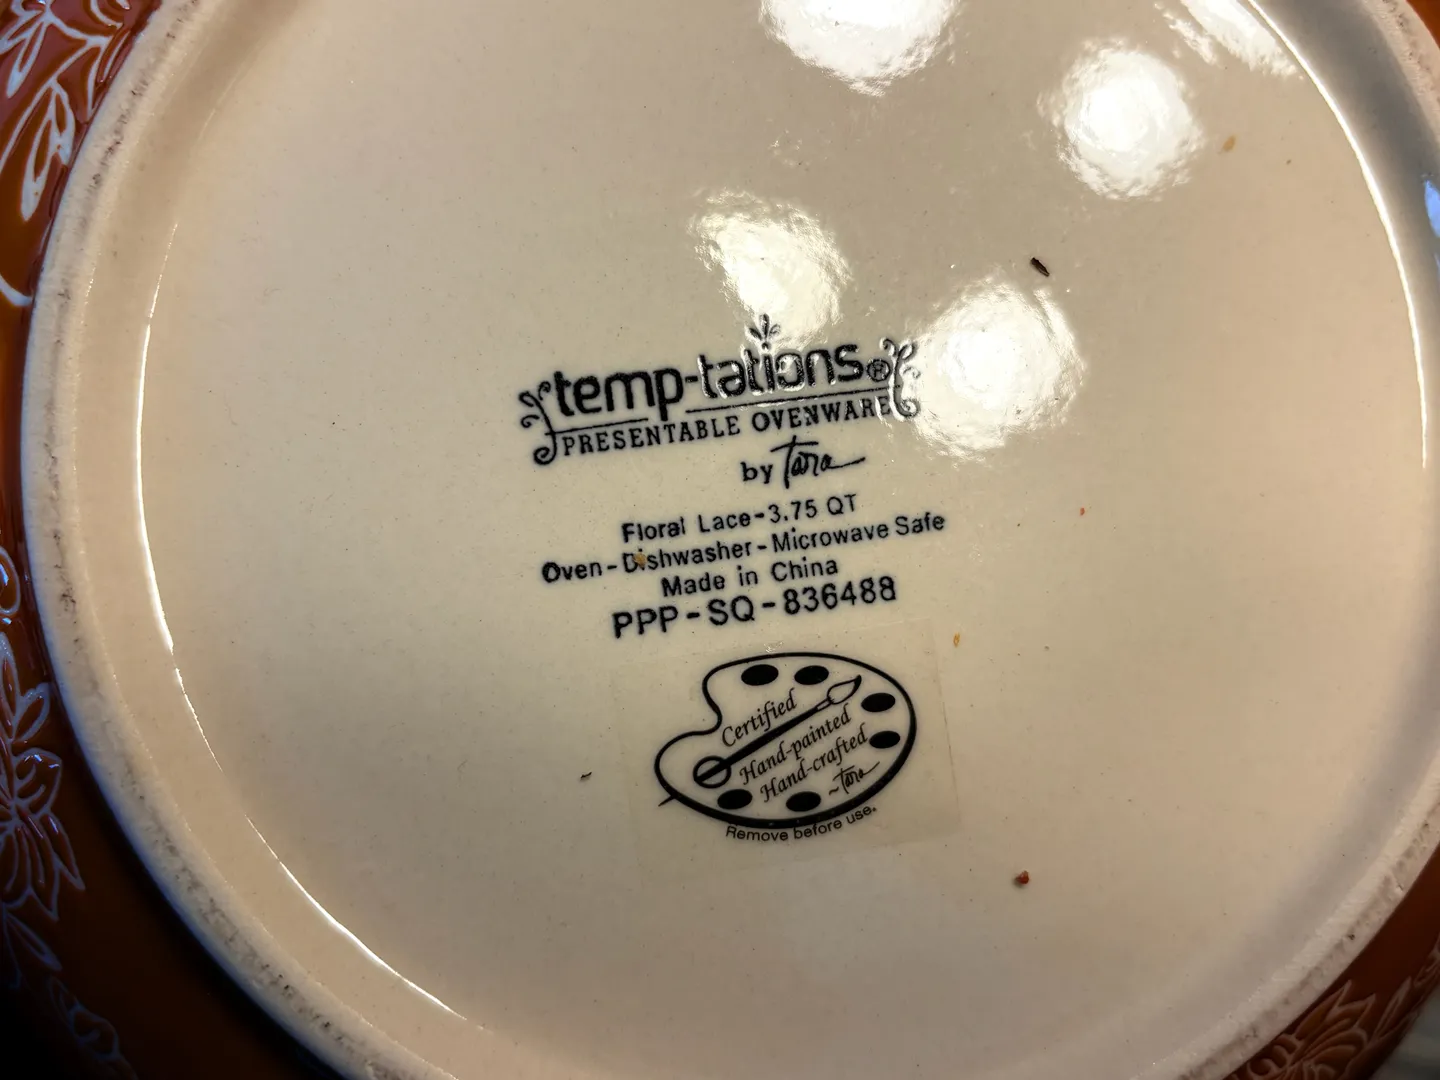 temp-tations®
PRESENTABLE OVENWARE
by Tara
Floral Lace-3.75 QT
Oven-Dishwasher-Microwave Safe
Made in China
PPP-SQ-836488
Certified
Hand-painted
Hand-crafted
~Tara
Remove before use.